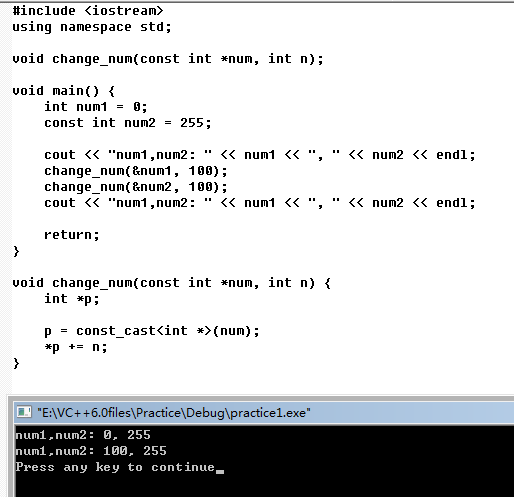 #include <iostream>
using namespace std;
void change_num(const int *num, int n);
void main() {
int num1 = 0;
const int num2 = 255;
cout << "num1,num2: " << num1 << ", " << num2 << endl;
change_num(&num1, 100);
change_num(&num2, 100);
cout << "num1,num2: " << num1 << ", " << num2 << endl;
return;
}
void change_num(const int *num, int n) {
int *p;
p = const_cast<int *>(num);
*p += n;
}
"E:\VC++6.0files\Practice\Debug\practice1.exe"
num1,num2: 0, 255
num1,num2: 100, 255
Press any key to continue_